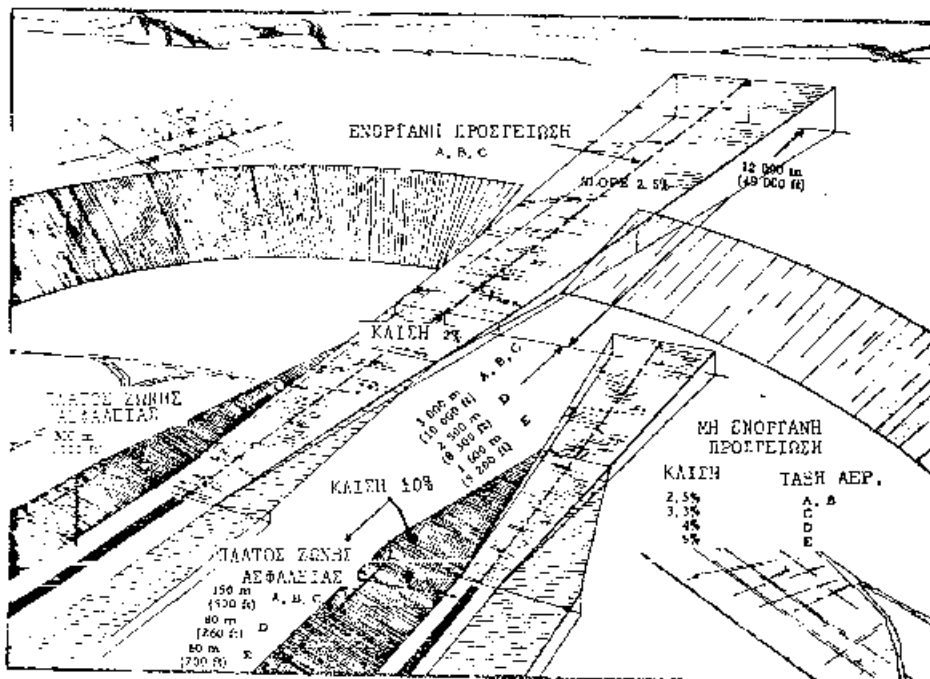 ΕΝΟΡΓΑΝΗ ΠΡΟΣΓΕΙΩΣΗ
A, B, C
SLOPE 2.5%
12 000 m
(49 000 ft)
ΚΛΙΣΗ 2%
ΠΛΑΤΟΣ ΖΩΝΗΣ
ΑΣΦΑΛΕΙΑΣ
A, B, C
3 000 m
(10 000 ft)
D
2 500 m
(8 300 ft)
E
1 600 m
(5 200 ft)
ΜΗ ΕΝΟΡΓΑΝΗ
ΠΡΟΣΓΕΙΩΣΗ
ΚΛΙΣΗ ΤΑΞΗ ΑΕΡ.
2,5% A, B
3,3% C
4% D
5% E
ΚΛΙΣΗ 10%
ΠΛΑΤΟΣ ΖΩΝΗΣ
ΑΣΦΑΛΕΙΑΣ
150 m
(500 ft) A, B, C
80 m
(260 ft) D
60 m
(200 ft) E